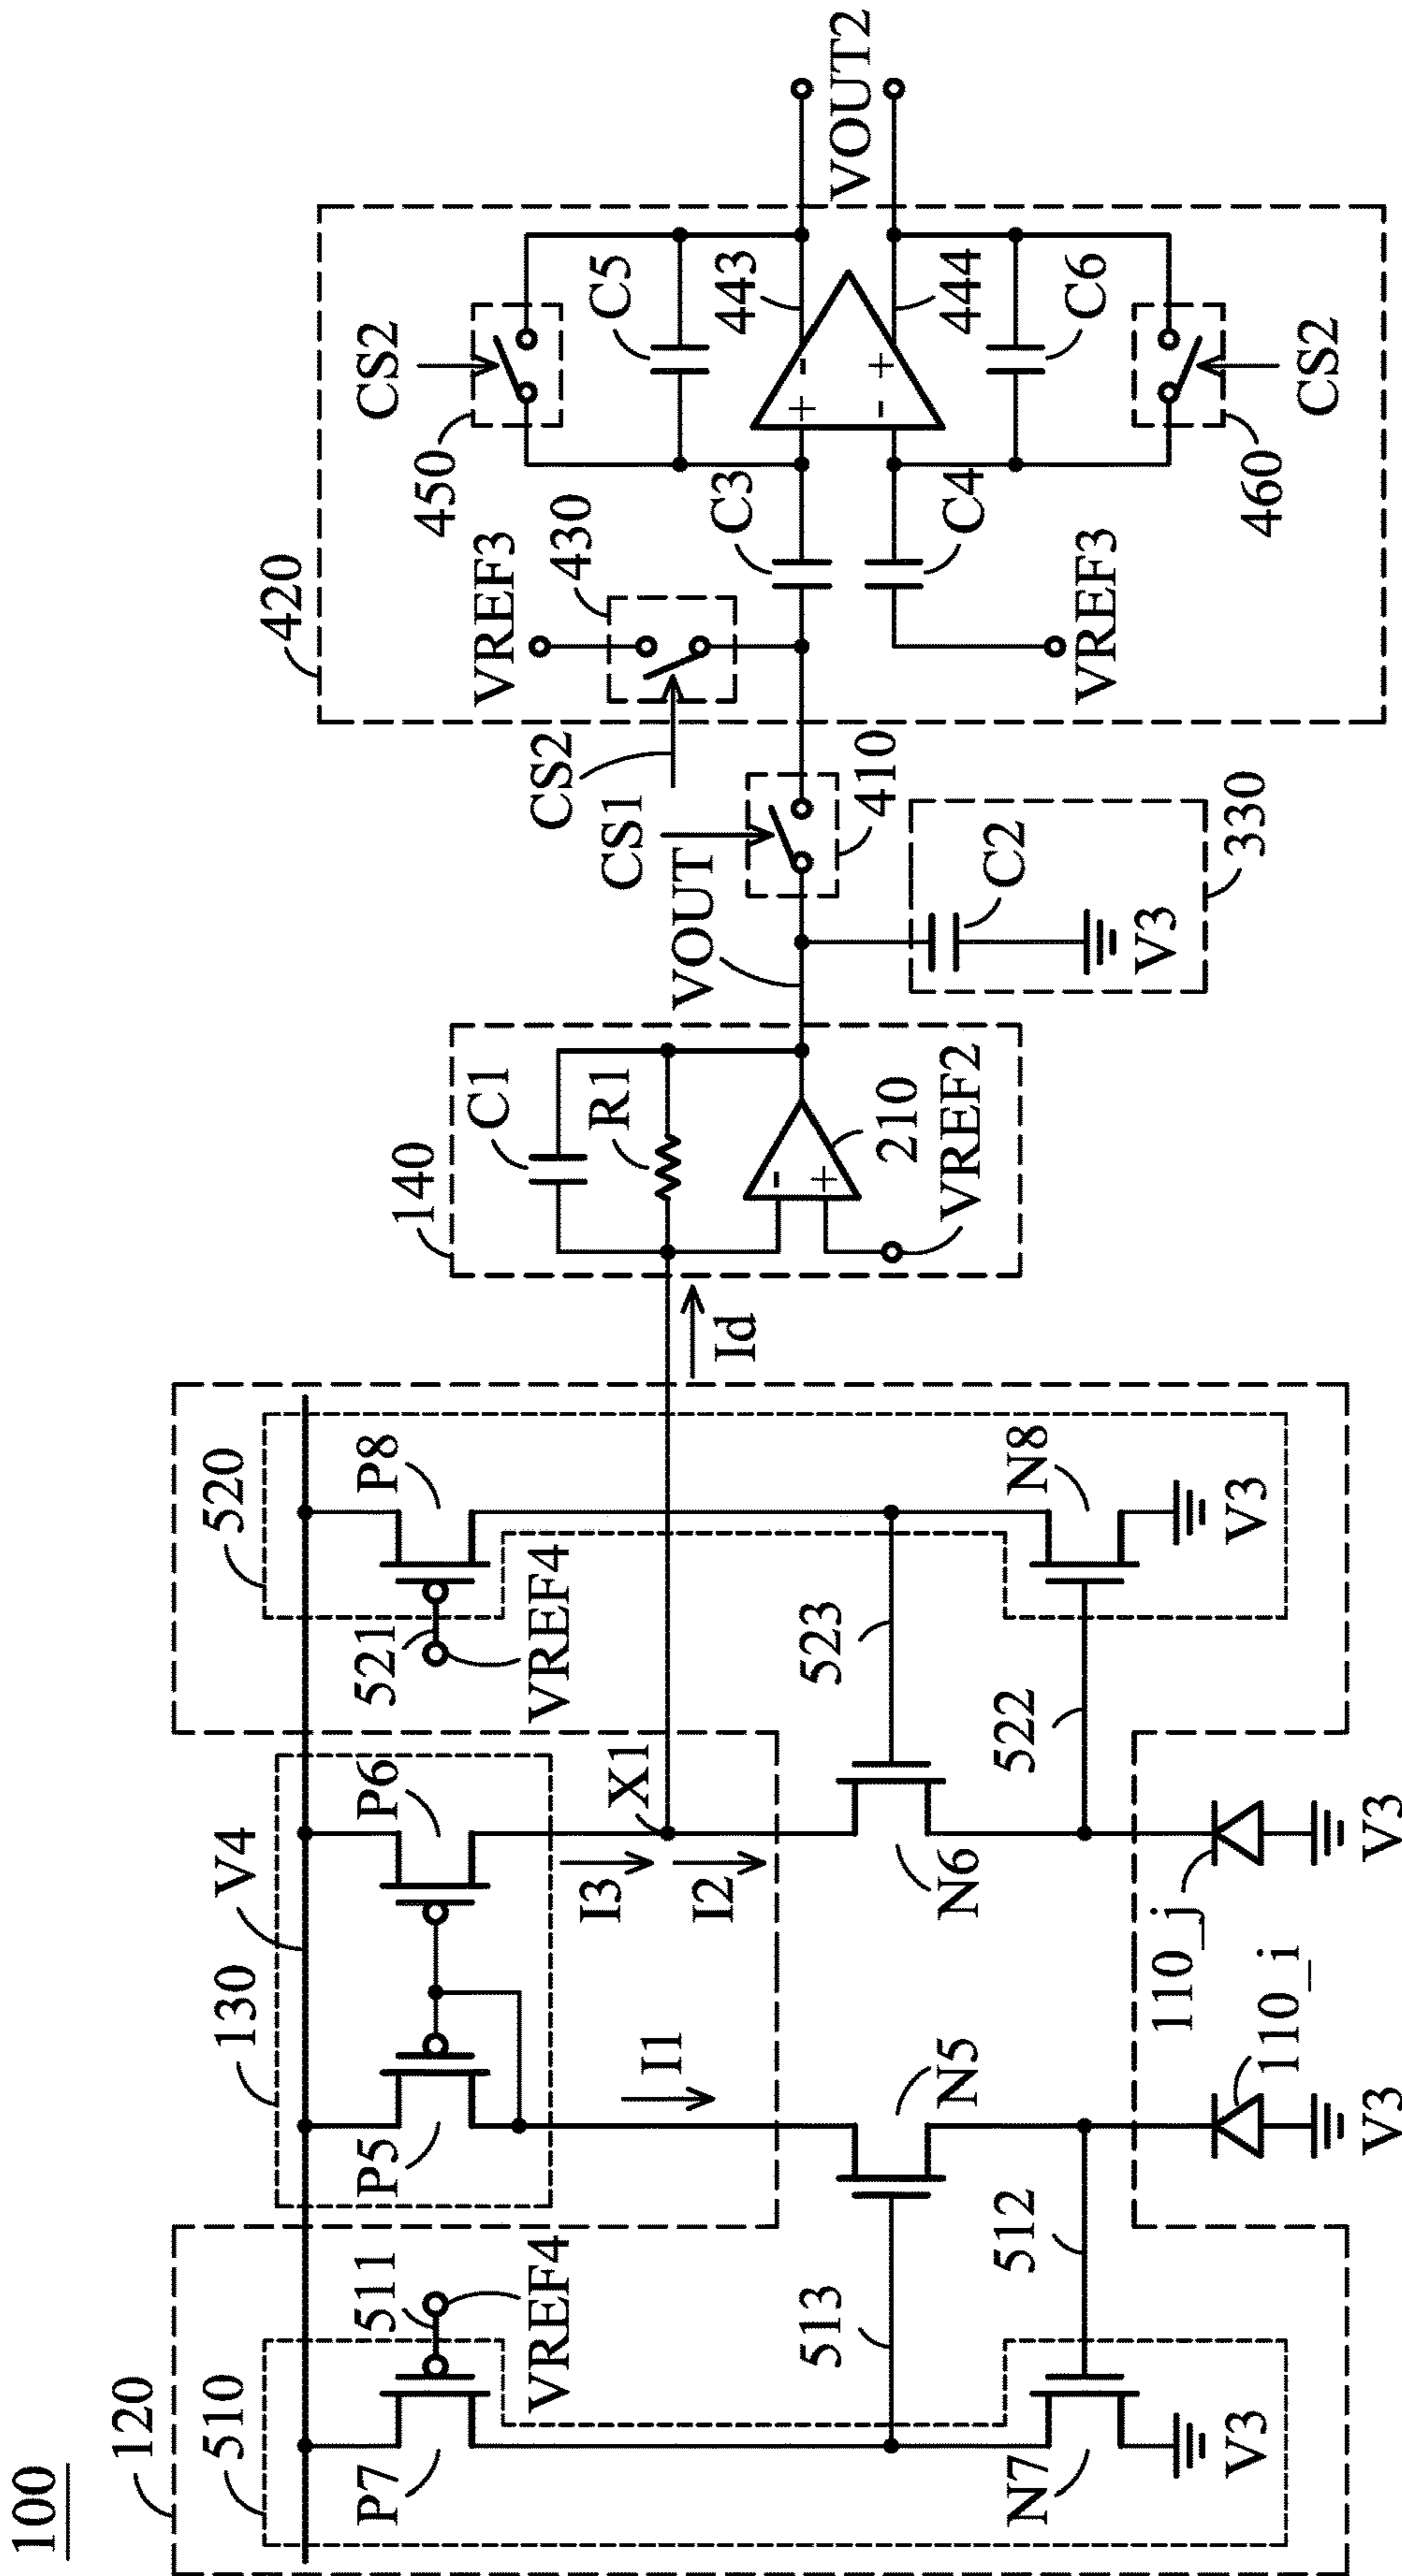 100
120
510
P7
511
VREF4
513
N7
V3
512
130
V4
P5
P6
I1
I3
I2
X1
N5
N6
110_i
V3
110_j
V3
520
P8
521
VREF4
523
522
N8
V3
Id
140
C1
R1
210
VREF2
VOUT
330
C2
V3
CS1
410
CS2
420
VREF3
430
C3
C4
VREF3
450
CS2
C5
+
-
-
+
443
444
C6
460
CS2
-
+
VOUT2